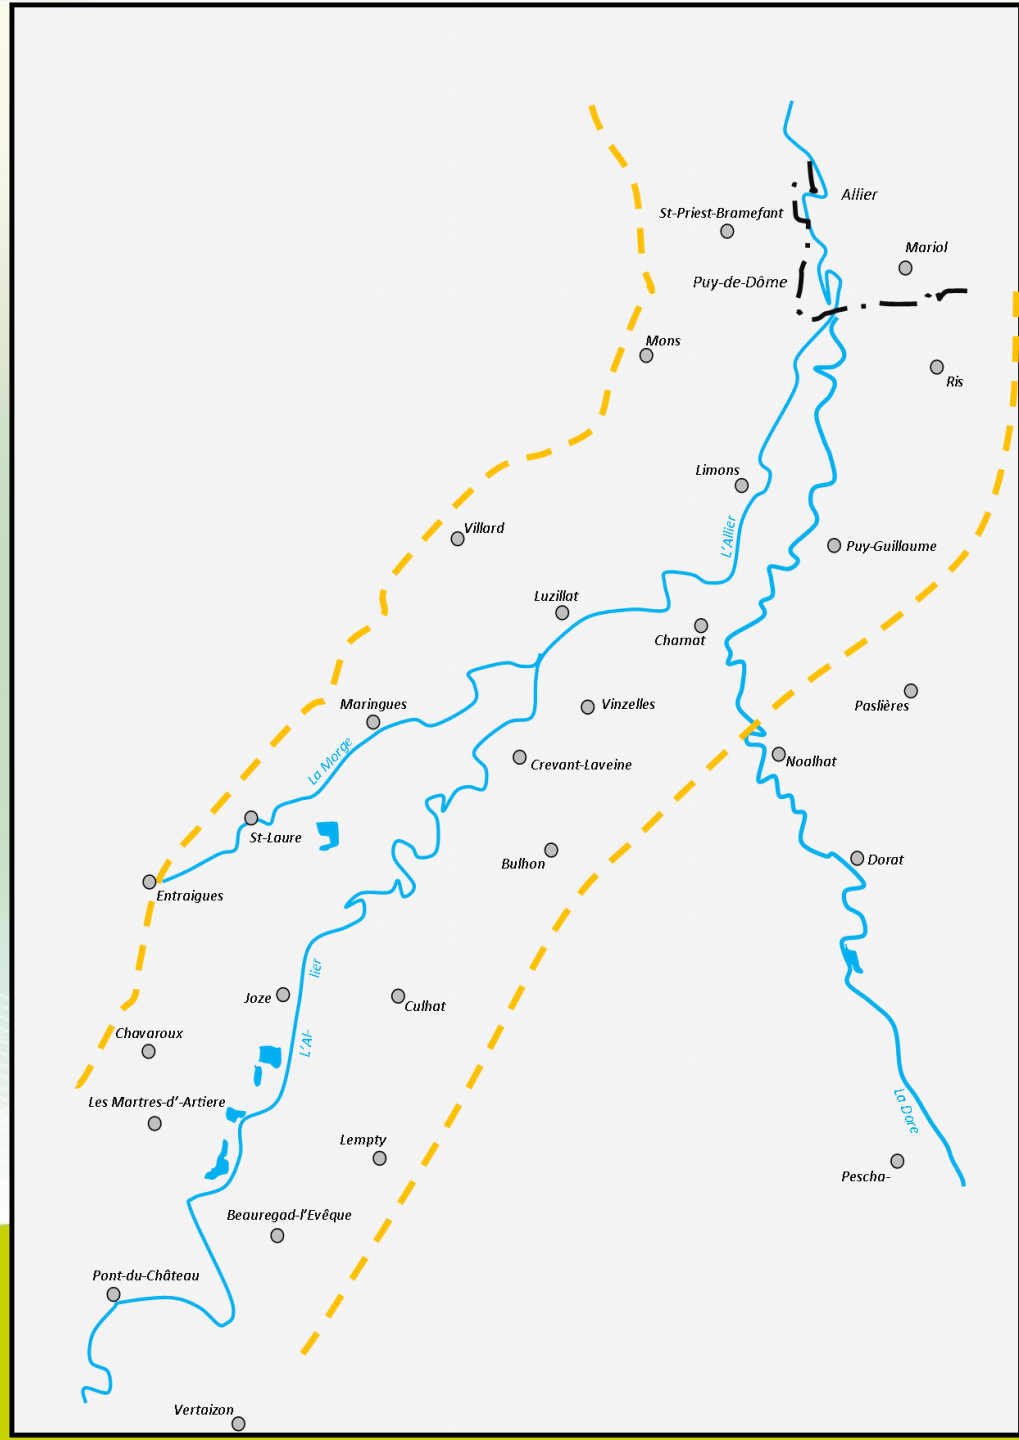 Allier
St-Priest-Bramefant
Mariol
Puy-de-Dôme
Mons
Ris
Limons
L'Allier
Villard
Puy-Guillaume
Luzillat
Charnat
Maringues
Vinzelles
Paslières
La Morge
Crevant-Laveine
Noalhat
St-Laure
Bulhon
Dorat
Entraigues
lier
Joze
Culhat
Chavaroux
L'Al-
Les Martres-d'-Artiere
La Dore
Lempty
Pescha-
Beauregad-l'Evêque
Pont-du-Château
Vertaizon